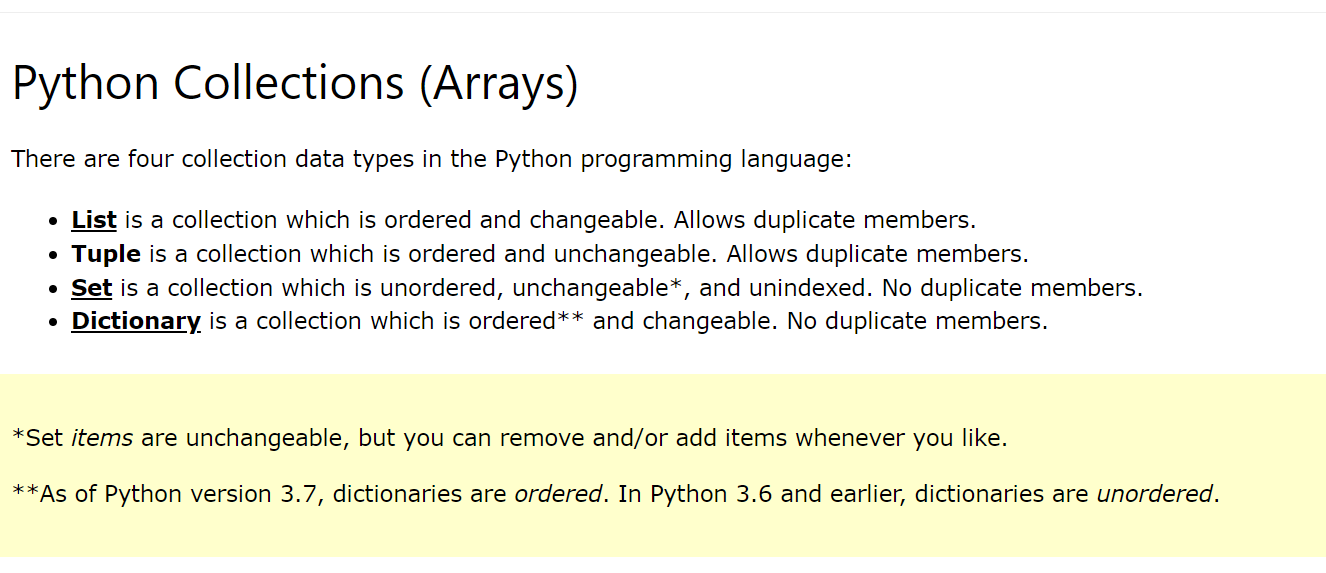 Python Collections (Arrays)
There are four collection data types in the Python programming language:
• List is a collection which is ordered and changeable. Allows duplicate members.
• Tuple is a collection which is ordered and unchangeable. Allows duplicate members.
• Set is a collection which is unordered, unchangeable*, and unindexed. No duplicate members.
• Dictionary is a collection which is ordered** and changeable. No duplicate members.
*Set items are unchangeable, but you can remove and/or add items whenever you like.
**As of Python version 3.7, dictionaries are ordered. In Python 3.6 and earlier, dictionaries are unordered.